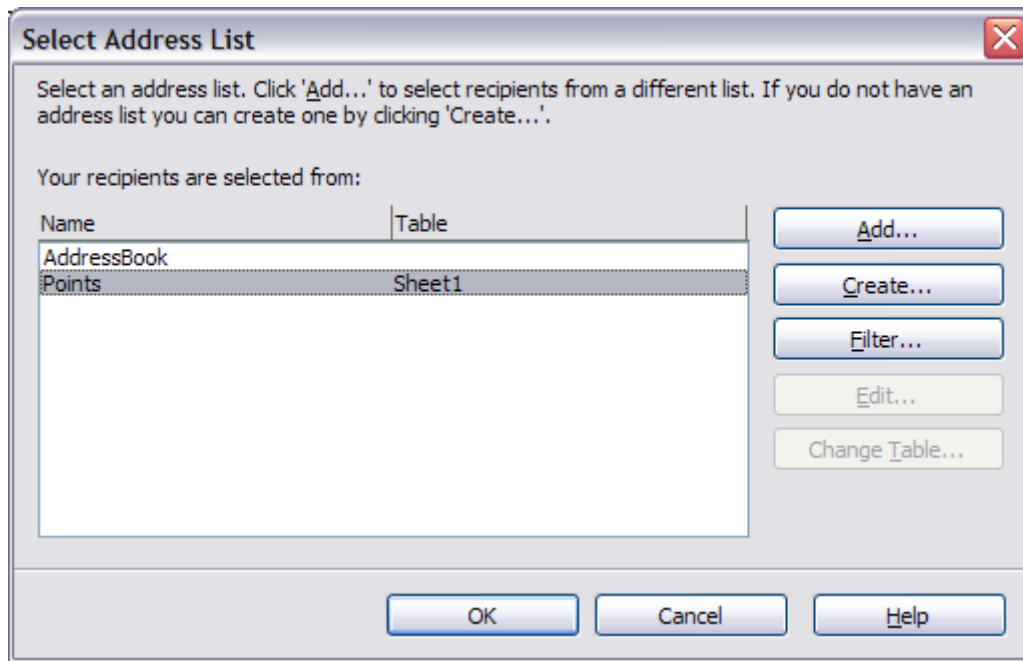 Select Address List
Select an address list. Click 'Add...' to select recipients from a different list. If you do not have an
address list you can create one by clicking 'Create...'.
Your recipients are selected from:
Name Table
AddressBook
Points Sheet1
Add...
Create...
Filter...
Edit...
Change Table...
OK Cancel Help